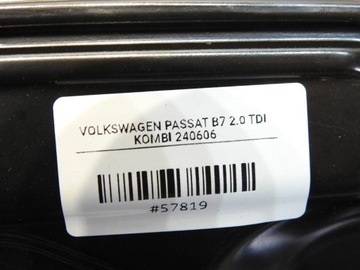 VOLKSWAGEN PASSAT B7 2.0 TDI
KOMBI 240606
#57819